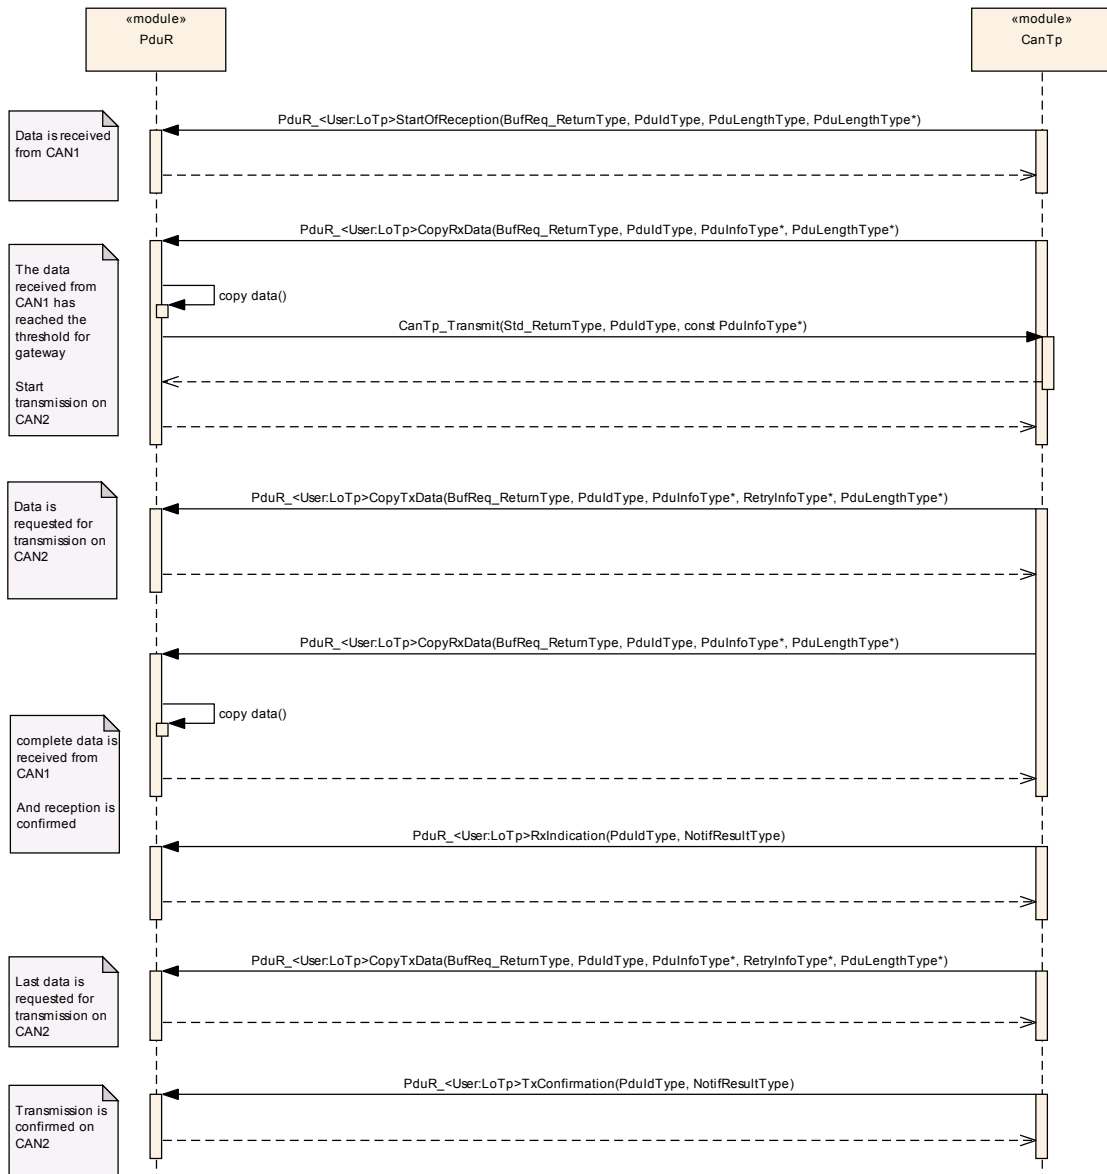 «module»
PduR
«module»
CanTp
Data is received
from CAN1
PduR_<User:LoTp>StartOfReception(BufReq_ReturnType, PduIdType, PduLengthType, PduLengthType*)
PduR_<User:LoTp>CopyRxData(BufReq_ReturnType, PduIdType, PduInfoType*, PduLengthType*)
The data
received from
CAN1 has
reached the
threshold for
gateway
Start
transmission on
CAN2
copy data()
CanTp_Transmit(Std_ReturnType, PduIdType, const PduInfoType*)
Data is
requested for
transmission on
CAN2
PduR_<User:LoTp>CopyTxData(BufReq_ReturnType, PduIdType, PduInfoType*, RetryInfoType*, PduLengthType*)
PduR_<User:LoTp>CopyRxData(BufReq_ReturnType, PduIdType, PduInfoType*, PduLengthType*)
copy data()
complete data is
received from
CAN1
And reception is
confirmed
PduR_<User:LoTp>RxIndication(PduIdType, NotifResultType)
Last data is
requested for
transmission on
CAN2
PduR_<User:LoTp>CopyTxData(BufReq_ReturnType, PduIdType, PduInfoType*, RetryInfoType*, PduLengthType*)
Transmission is
confirmed on
CAN2
PduR_<User:LoTp>TxConfirmation(PduIdType, NotifResultType)